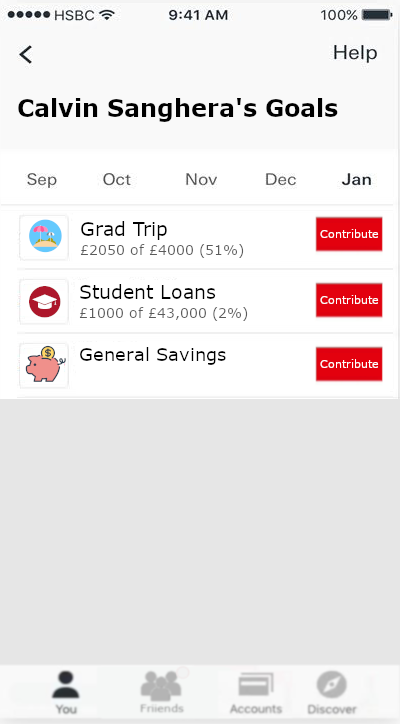 HSBC 9:41 AM 100%
Help
Calvin Sanghera's Goals
Sep Oct Nov Dec Jan
Grad Trip
£2050 of £4000 (51%)
Contribute
Student Loans
£1000 of £43,000 (2%)
Contribute
General Savings
Contribute
You Friends Accounts Discover